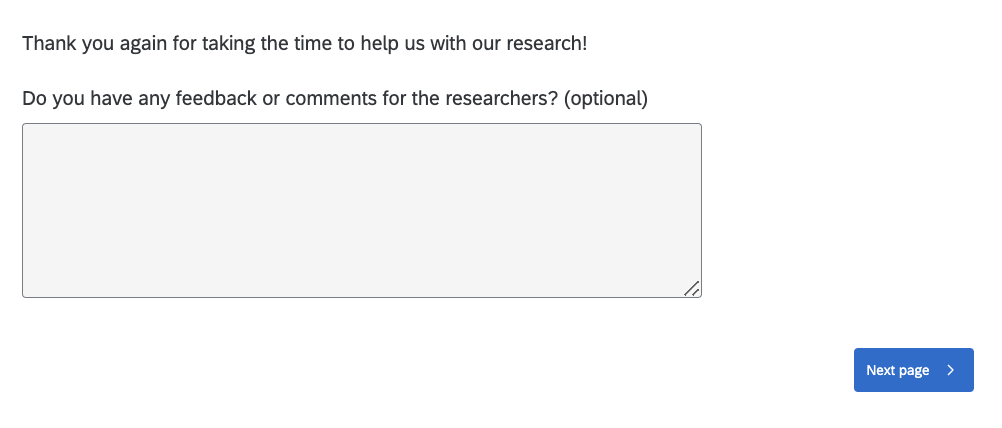 Thank you again for taking the time to help us with our research!
Do you have any feedback or comments for the researchers? (optional)
Next page